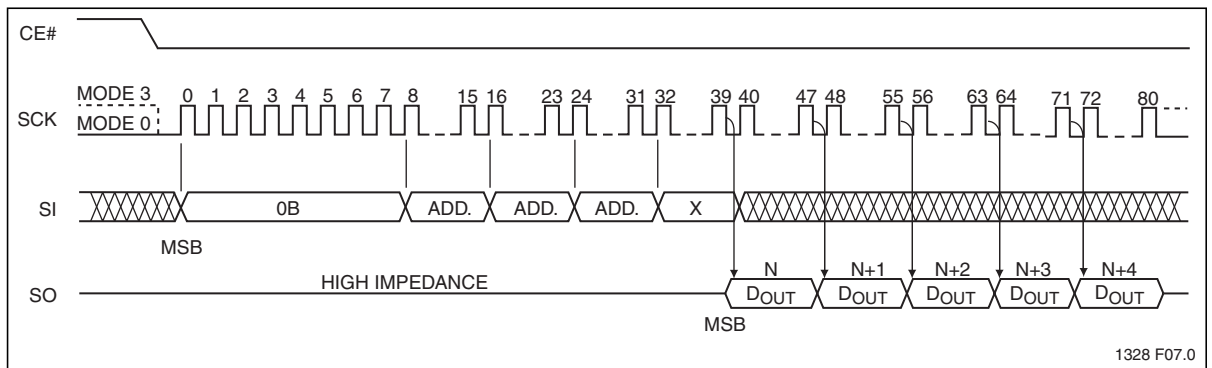 CE#
MODE 3
SCK
MODE 0
0 1 2 3 4 5 6 7 8 15 16 23 24 31 32 39 40 47 48 55 56 63 64 71 72 80
SI
0B ADD. ADD. ADD. X
MSB
N N+1 N+2 N+3 N+4
SO
HIGH IMPEDANCE
DOUT DOUT DOUT DOUT DOUT
MSB
1328 F07.0